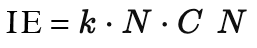 IE = k · N · C N